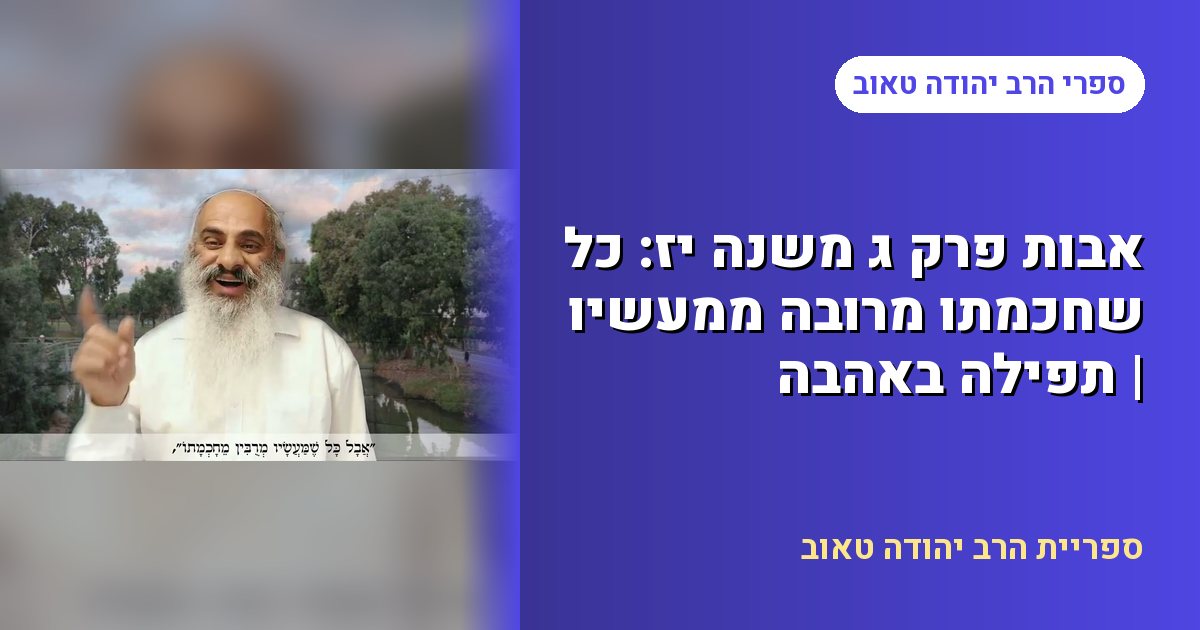 ספרי הרב יהודה טאוב
אבות פרק ג משנה יז: כל
שחכמתו מרובה ממעשיו
| תפילה באהבה
"אֲבָל כָּל שֶׁמַּעֲשָׂיו מְרֻבִּין מֵחָכְמָתוֹ",
ספריית הרב יהודה טאוב